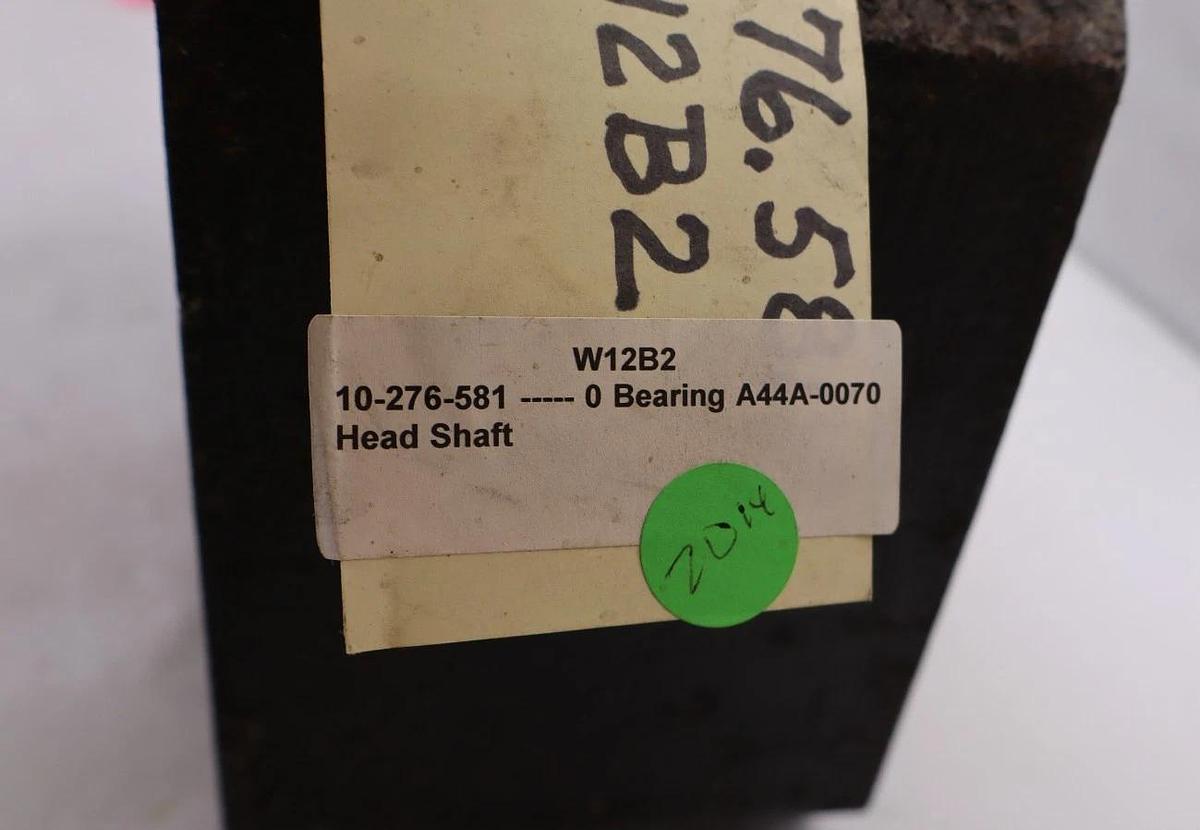 76.58
12B2
W12B2
10-276-581 ----- 0 Bearing A44A-0070
Head Shaft
2014